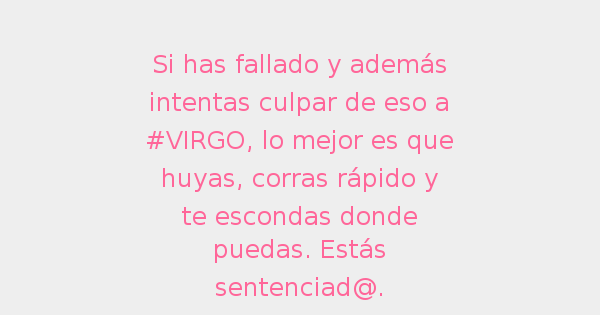 Si has fallado y además
intentas culpar de eso a
#VIRGO, lo mejor es que
huyas, corras rápido y
te escondas donde
puedas. Estás
sentenciad@.